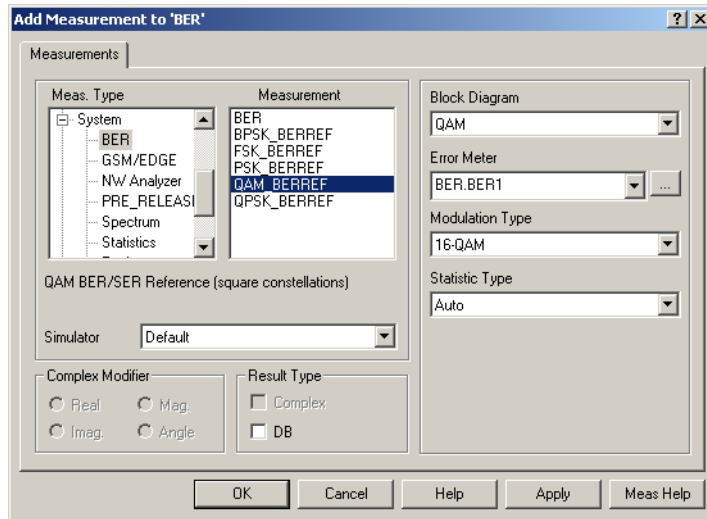 Add Measurement to 'BER'
Measurements
Meas. Type
System
BER
GSM/EDGE
NW Analyzer
PRE_RELEASI
Spectrum
Statistics
Measurement
BER
BPSK_BERREF
FSK_BERREF
PSK_BERREF
QAM_BERREF
QPSK_BERREF
QAM BER/SER Reference (square constellations)
Simulator Default
Complex Modifier
Real Mag.
Imag. Angle
Result Type
Complex
DB
Block Diagram
QAM
Error Meter
BER.BER1 ...
Modulation Type
16-QAM
Statistic Type
Auto
OK Cancel Help Apply Meas Help